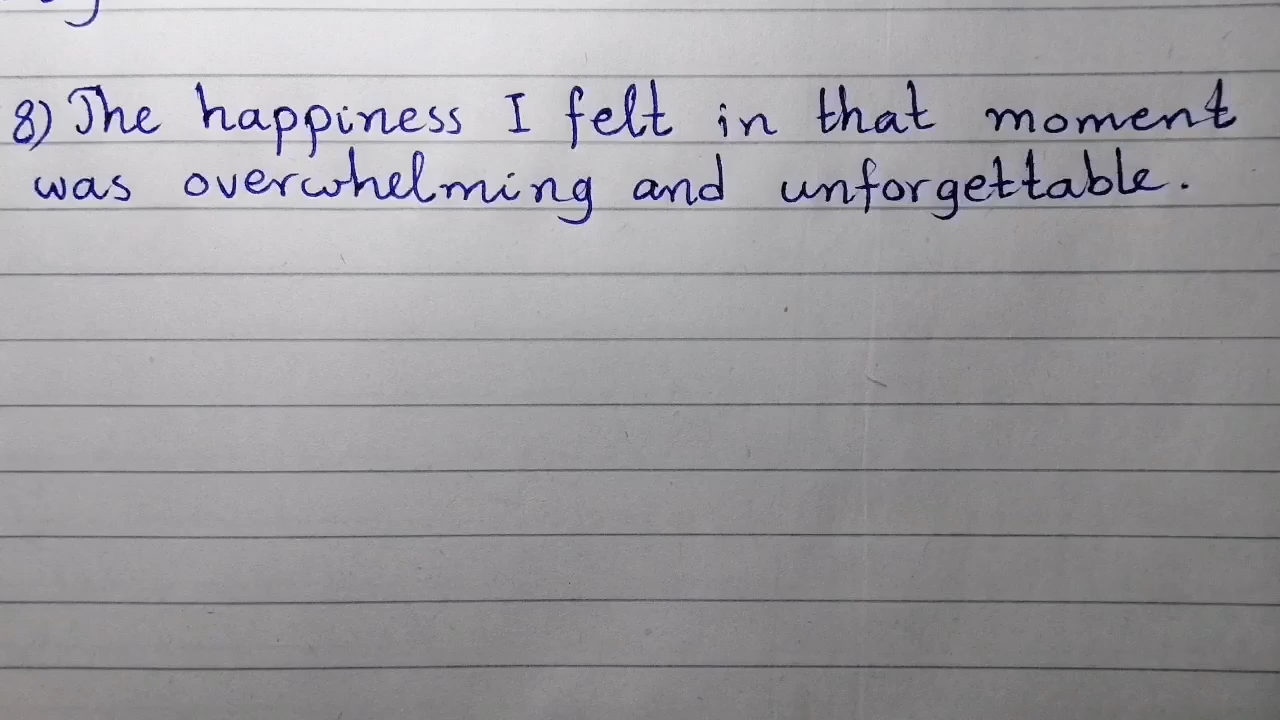 8) The happiness I felt in that moment
was overwhelming and unforgettable.